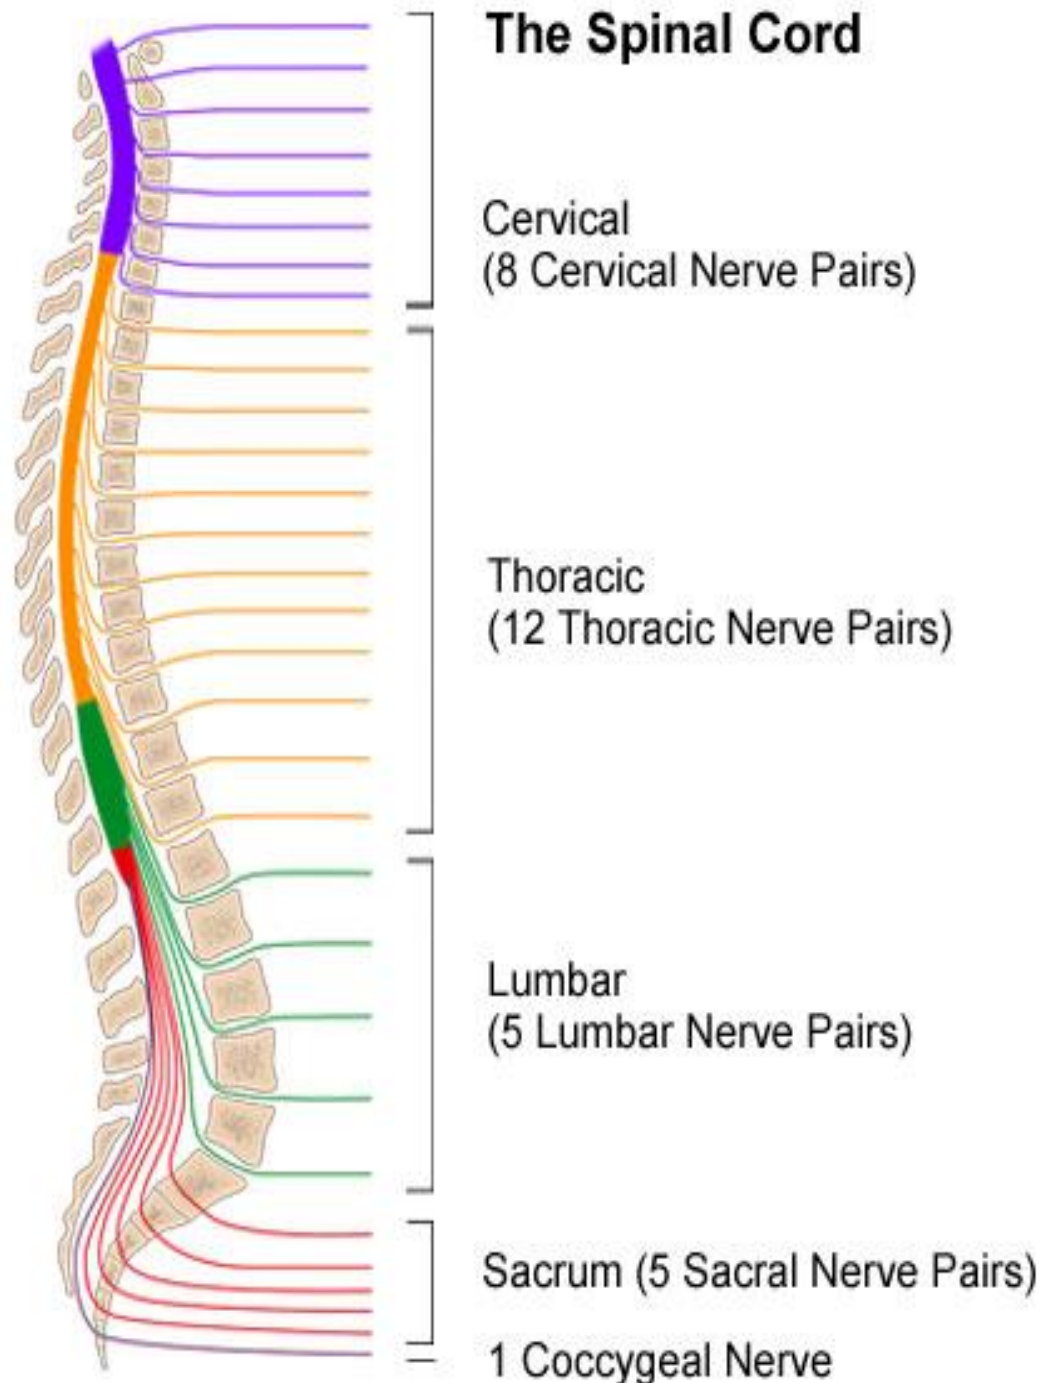 The Spinal Cord
Cervical
(8 Cervical Nerve Pairs)
Thoracic
(12 Thoracic Nerve Pairs)
Lumbar
(5 Lumbar Nerve Pairs)
Sacrum (5 Sacral Nerve Pairs)
1 Coccygeal Nerve